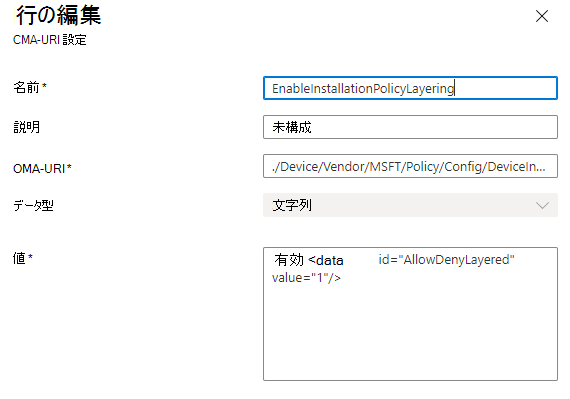 行の編集
CMA-URI 設定
名前*
EnableInstallationPolicyLayering
説明
未構成
OMA-URI*
./Device/Vendor/MSFT/Policy/Config/DeviceIn...
データ型
文字列
値*
有効 <data id="AllowDenyLayered"
value="1"/>